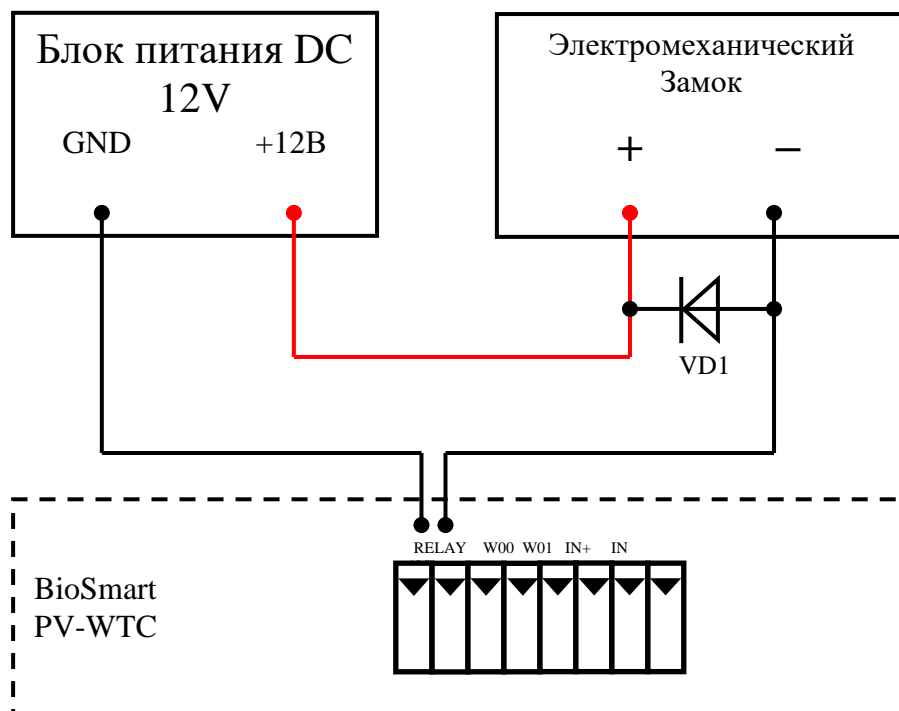 Блок питания DC
12V
GND
+12В
Электромеханический
Замок
+
−
VD1
RELAY W00 W01 IN+ IN
BioSmart
PV-WTC